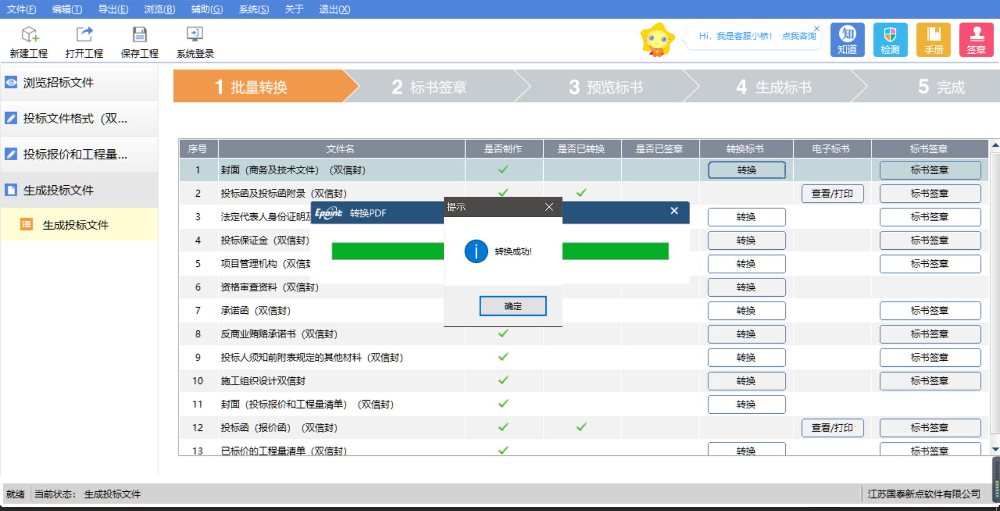 文件(F) 编辑(T) 导出(E) 浏览(B) 辅助(G) 系统(S) 关于 退出(X)
新建工程 打开工程 保存工程 系统登录
Hi，我是客服小桥！ 点我咨询
知 知道 检测 手册 签章
浏览招标文件
投标文件格式（双...
投标报价和工程量...
生成投标文件
生成投标文件
1 批量转换 2 标书签章 3 预览标书 4 生成标书 5 完成
序号 文件名 是否制作 是否已转换 是否已签章 转换标书 电子标书 标书签章
1 封面（商务及技术文件）（双信封） 转换 标书签章
2 投标函及投标函附录（双信封） 查看/打印 标书签章
3 法定代表人身份证明及 转换 标书签章
4 投标保证金（双信封） 转换 标书签章
5 项目管理机构（双信封 转换 标书签章
6 资格审查资料（双信封） 转换
7 承诺函（双信封） 转换 标书签章
8 反商业贿赂承诺书（双信封） 转换 标书签章
9 投标人须知前附表规定的其他材料（双信封） 转换 标书签章
10 施工组织设计双信封 转换 标书签章
11 封面（投标报价和工程量清单）（双信封） 转换
12 投标函（报价函）（双信封） 查看/打印 标书签章
13 已标价的工程量清单（双信封） 转换 标书签章
Epoint 转换PDF
提示
转换成功!
确定
就绪 当前状态： 生成投标文件 江苏国泰新点软件有限公司